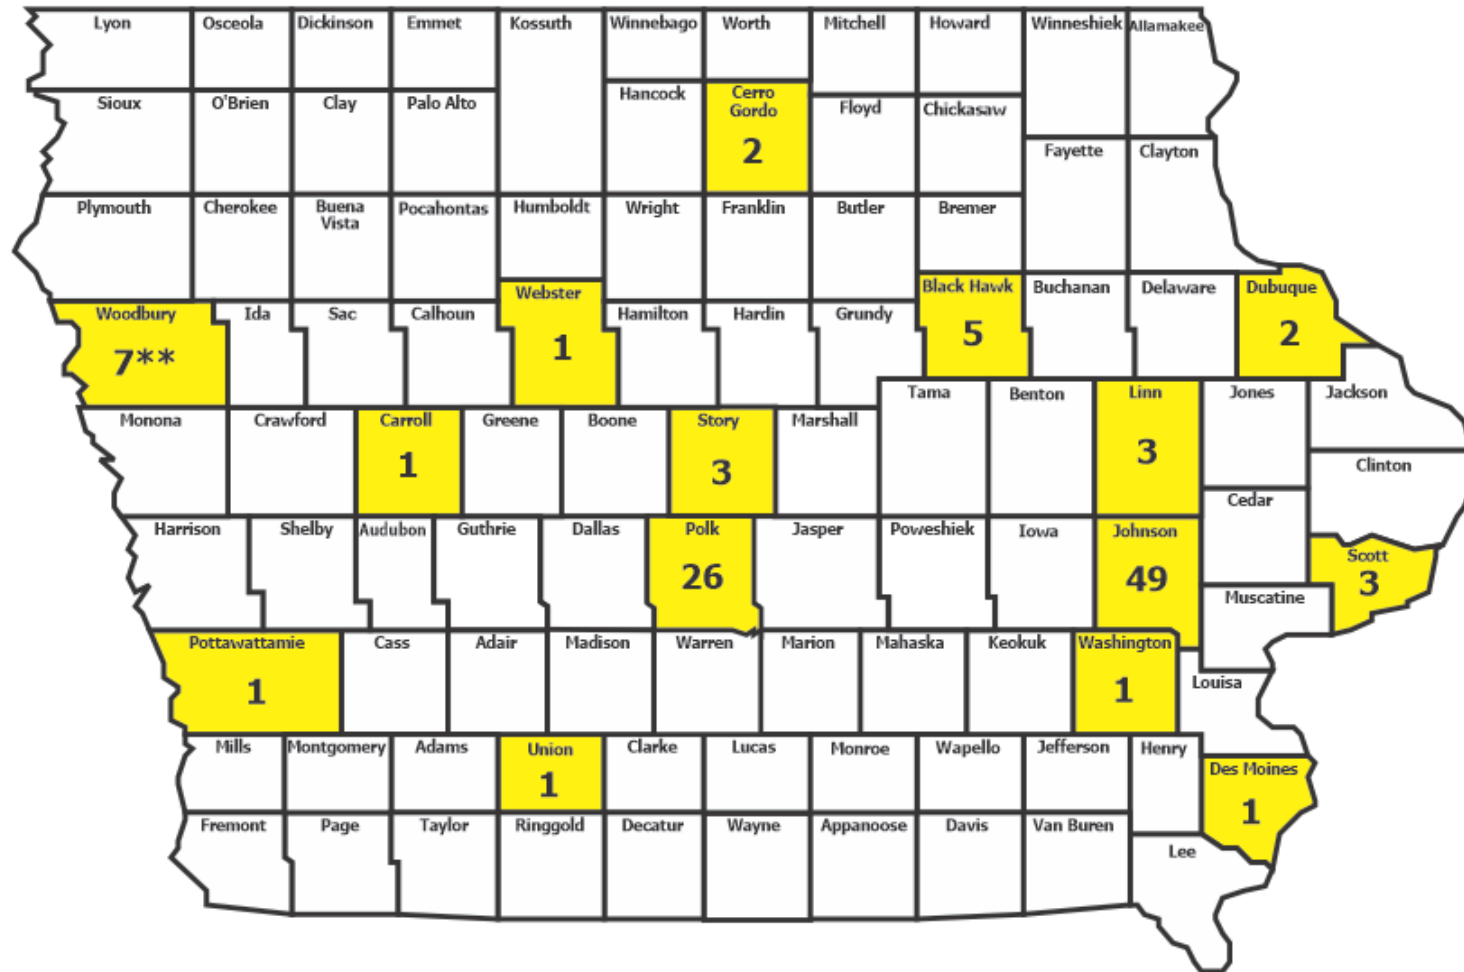 Lyon
Osceola
Dickinson
Emmet
Kossuth
Winnebago
Worth
Mitchell
Howard
Winneshiek
Allamakee
Sioux
O'Brien
Clay
Palo Alto
Hancock
Cerro
Gordo
2
Floyd
Chickasaw
Fayette
Clayton
Plymouth
Cherokee
Buena
Vista
Pocahontas
Humboldt
Wright
Franklin
Butler
Bremer
Woodbury
7**
Ida
Sac
Calhoun
Webster
1
Hamilton
Hardin
Grundy
Black Hawk
5
Buchanan
Delaware
Dubuque
2
Monona
Crawford
Carroll
1
Greene
Boone
Story
3
Marshall
Tama
Benton
Linn
3
Jones
Jackson
Clinton
Cedar
Harrison
Shelby
Audubon
Guthrie
Dallas
Polk
26
Jasper
Poweshiek
Iowa
Johnson
49
Scott
3
Muscatine
Pottawattamie
1
Cass
Adair
Madison
Warren
Marion
Mahaska
Keokuk
Washington
1
Louisa
Mills
Montgomery
Adams
Union
1
Clarke
Lucas
Monroe
Wapello
Jefferson
Henry
Des Moines
1
Fremont
Page
Taylor
Ringgold
Decatur
Wayne
Appanoose
Davis
Van Buren
Lee